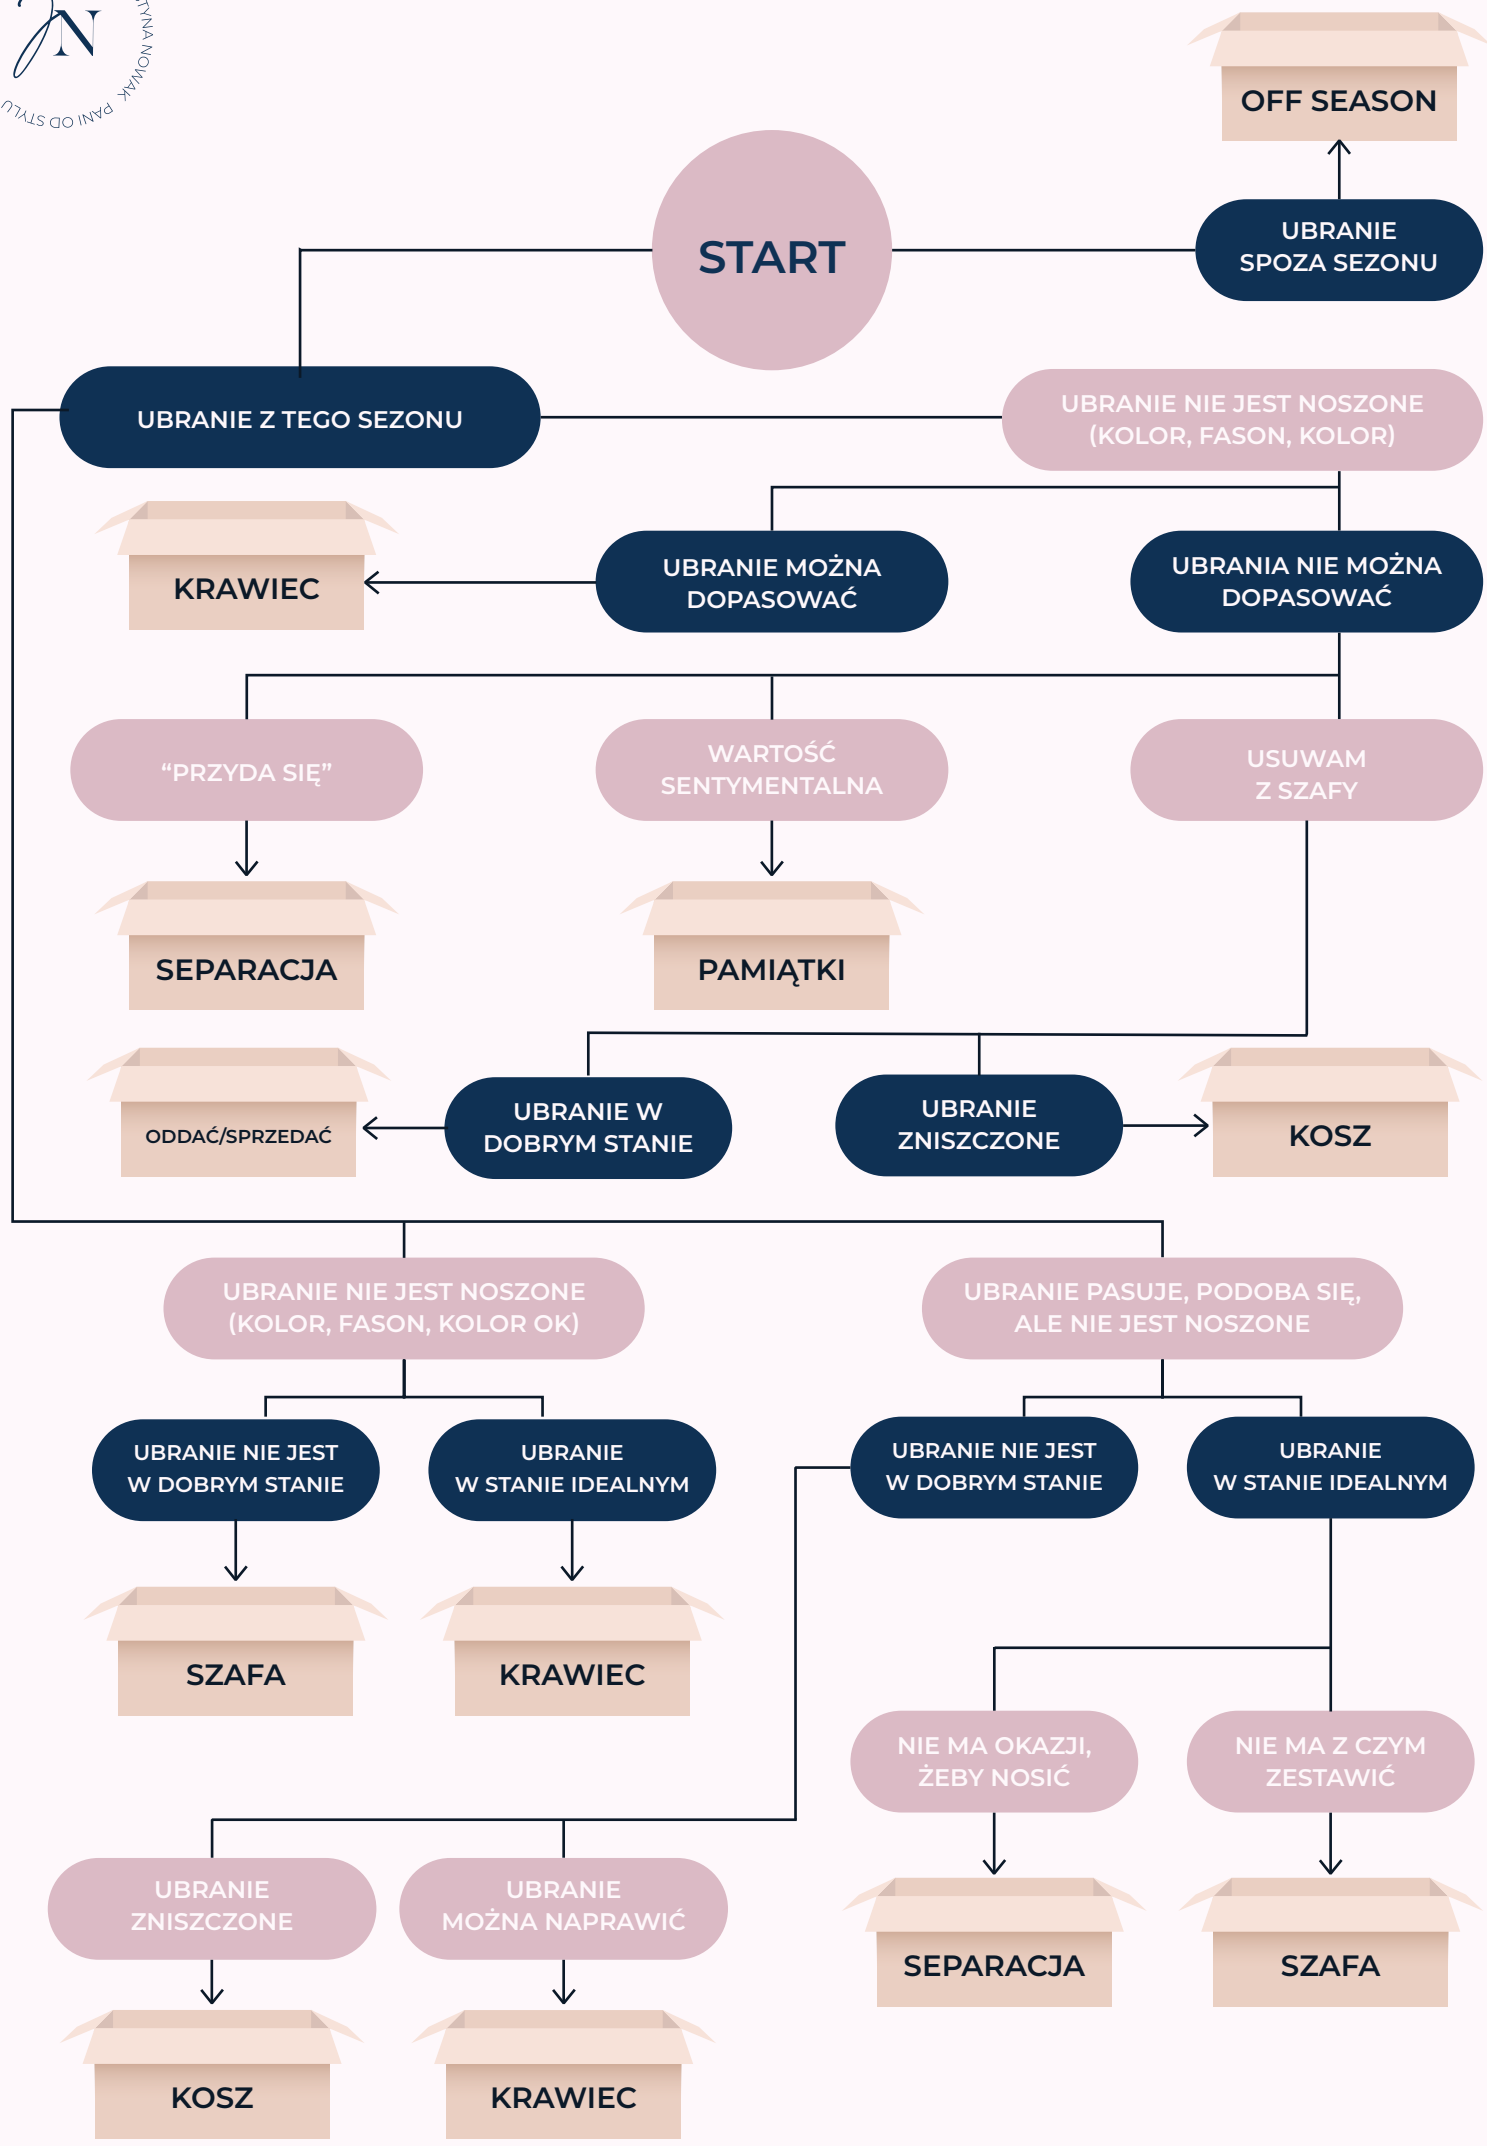 N
TYNA NOWAK PANI OD STYLU
OFF SEASON
START
UBRANIE
SPOZA SEZONU
UBRANIE Z TEGO SEZONU
UBRANIE NIE JEST NOSZONE
(KOLOR, FASON, KOLOR)
KRAWIEC
UBRANIE MOŻNA
DOPASOWAĆ
UBRANIA NIE MOŻNA
DOPASOWAĆ
“PRZYDA SIĘ”
WARTOŚĆ
SENTYMENTALNA
USUWAM
Z SZAFY
SEPARACJA
PAMIĄTKI
ODDAĆ/SPRZEDAĆ
UBRANIE W
DOBRYM STANIE
UBRANIE
ZNISZCZONE
KOSZ
UBRANIE NIE JEST NOSZONE
(KOLOR, FASON, KOLOR OK)
UBRANIE PASUJE, PODOBA SIĘ,
ALE NIE JEST NOSZONE
UBRANIE NIE JEST
W DOBRYM STANIE
UBRANIE
W STANIE IDEALNYM
UBRANIE NIE JEST
W DOBRYM STANIE
UBRANIE
W STANIE IDEALNYM
SZAFA
KRAWIEC
NIE MA OKAZJI,
ŻEBY NOSIĆ
NIE MA Z CZYM
ZESTAWIĆ
UBRANIE
ZNISZCZONE
UBRANIE
MOŻNA NAPRAWIĆ
SEPARACJA
SZAFA
KOSZ
KRAWIEC